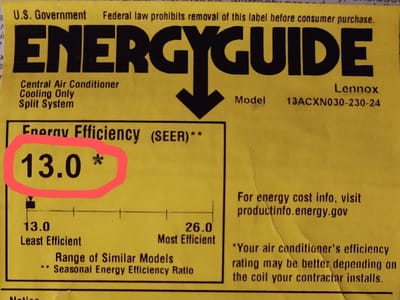 U.S. Government Federal law prohibits removal of this label before consumer purchase.
ENERGYGUIDE
Central Air Conditioner
Cooling Only
Split System
Lennox
Model 13ACXN030-230-24
Energy Efficiency (SEER)**
13.0 *
13.0 26.0
Least Efficient Most Efficient
Range of Similar Models
** Seasonal Energy Efficiency Ratio
For energy cost info, visit
productinfo.energy.gov
*Your air conditioner's efficiency
rating may be better depending on
the coil your contractor installs.
Notice